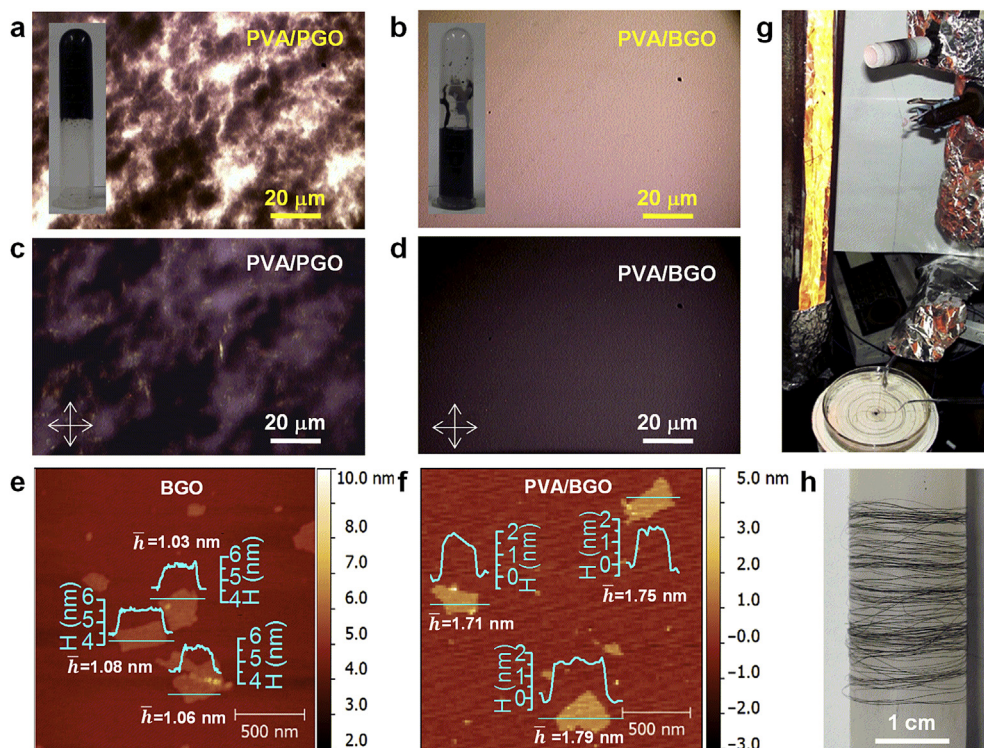 a
PVA/PGO
20 μm
b
PVA/BGO
20 μm
c
PVA/PGO
20 μm
d
PVA/BGO
20 μm
e
BGO
h̄=1.03 nm
6
5
4
H (nm)
6
5
4
H (nm)
h̄=1.08 nm
6
5
4
H (nm)
h̄=1.06 nm
500 nm
10.0 nm
9.0
8.0
7.0
6.0
5.0
4.0
3.0
2.0
f
PVA/BGO
2
1
0
H (nm)
h̄=1.71 nm
2
1
0
H (nm)
h̄=1.75 nm
2
1
0
H (nm)
h̄=1.79 nm
500 nm
5.0 nm
4.0
3.0
2.0
1.0
−0.0
−1.0
−2.0
−3.0
g
h
1 cm